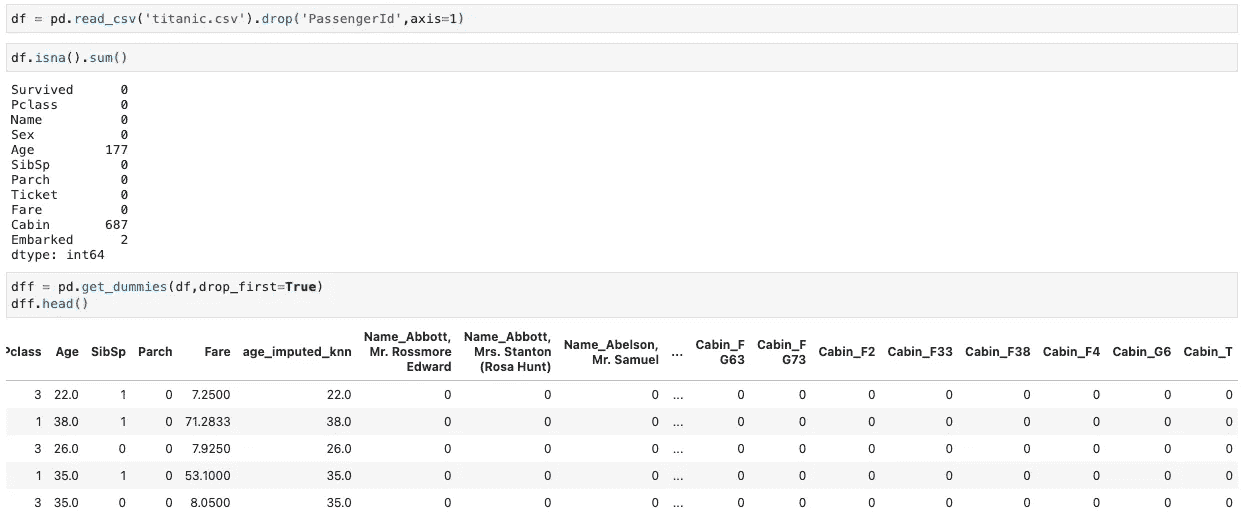 df = pd.read_csv('titanic.csv').drop('PassengerId',axis=1)
df.isna().sum()
Survived 0
Pclass 0
Name 0
Sex 0
Age 177
SibSp 0
Parch 0
Ticket 0
Fare 0
Cabin 687
Embarked 2
dtype: int64
dff = pd.get_dummies(df,drop_first=True)
dff.head()
Pclass Age SibSp Parch Fare age_imputed_knn Name_Abbott, Mr. Rossmore Edward Name_Abbott, Mrs. Stanton (Rosa Hunt) Name_Abelson, Mr. Samuel ... Cabin_F G63 Cabin_F G73 Cabin_F2 Cabin_F33 Cabin_F38 Cabin_F4 Cabin_G6 Cabin_T
3 22.0 1 0 7.2500 22.0 0 0 0 ... 0 0 0 0 0 0 0 0
1 38.0 1 0 71.2833 38.0 0 0 0 ... 0 0 0 0 0 0 0 0
3 26.0 0 0 7.9250 26.0 0 0 0 ... 0 0 0 0 0 0 0 0
1 35.0 1 0 53.1000 35.0 0 0 0 ... 0 0 0 0 0 0 0 0
3 35.0 0 0 8.0500 35.0 0 0 0 ... 0 0 0 0 0 0 0 0